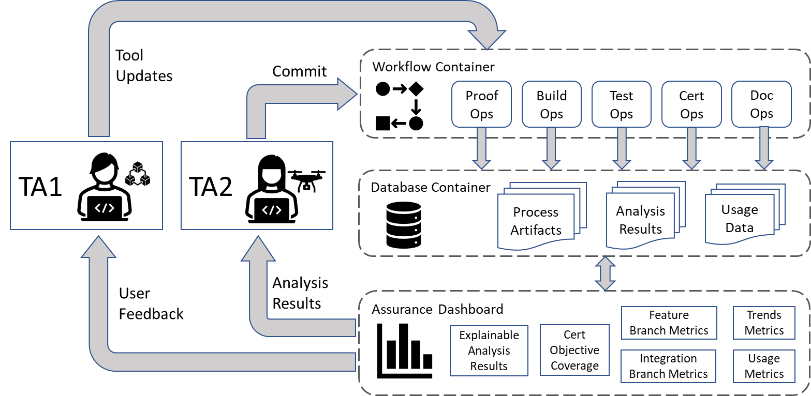 Tool
Updates
Commit
Workflow Container
Proof
Ops
Build
Ops
Test
Ops
Cert
Ops
Doc
Ops
TA1
</>
TA2
</>
Database Container
Process
Artifacts
Analysis
Results
Usage
Data
User
Feedback
Analysis
Results
Assurance Dashboard
Explainable
Analysis
Results
Cert
Objective
Coverage
Feature
Branch Metrics
Integration
Branch Metrics
Trends
Metrics
Usage
Metrics